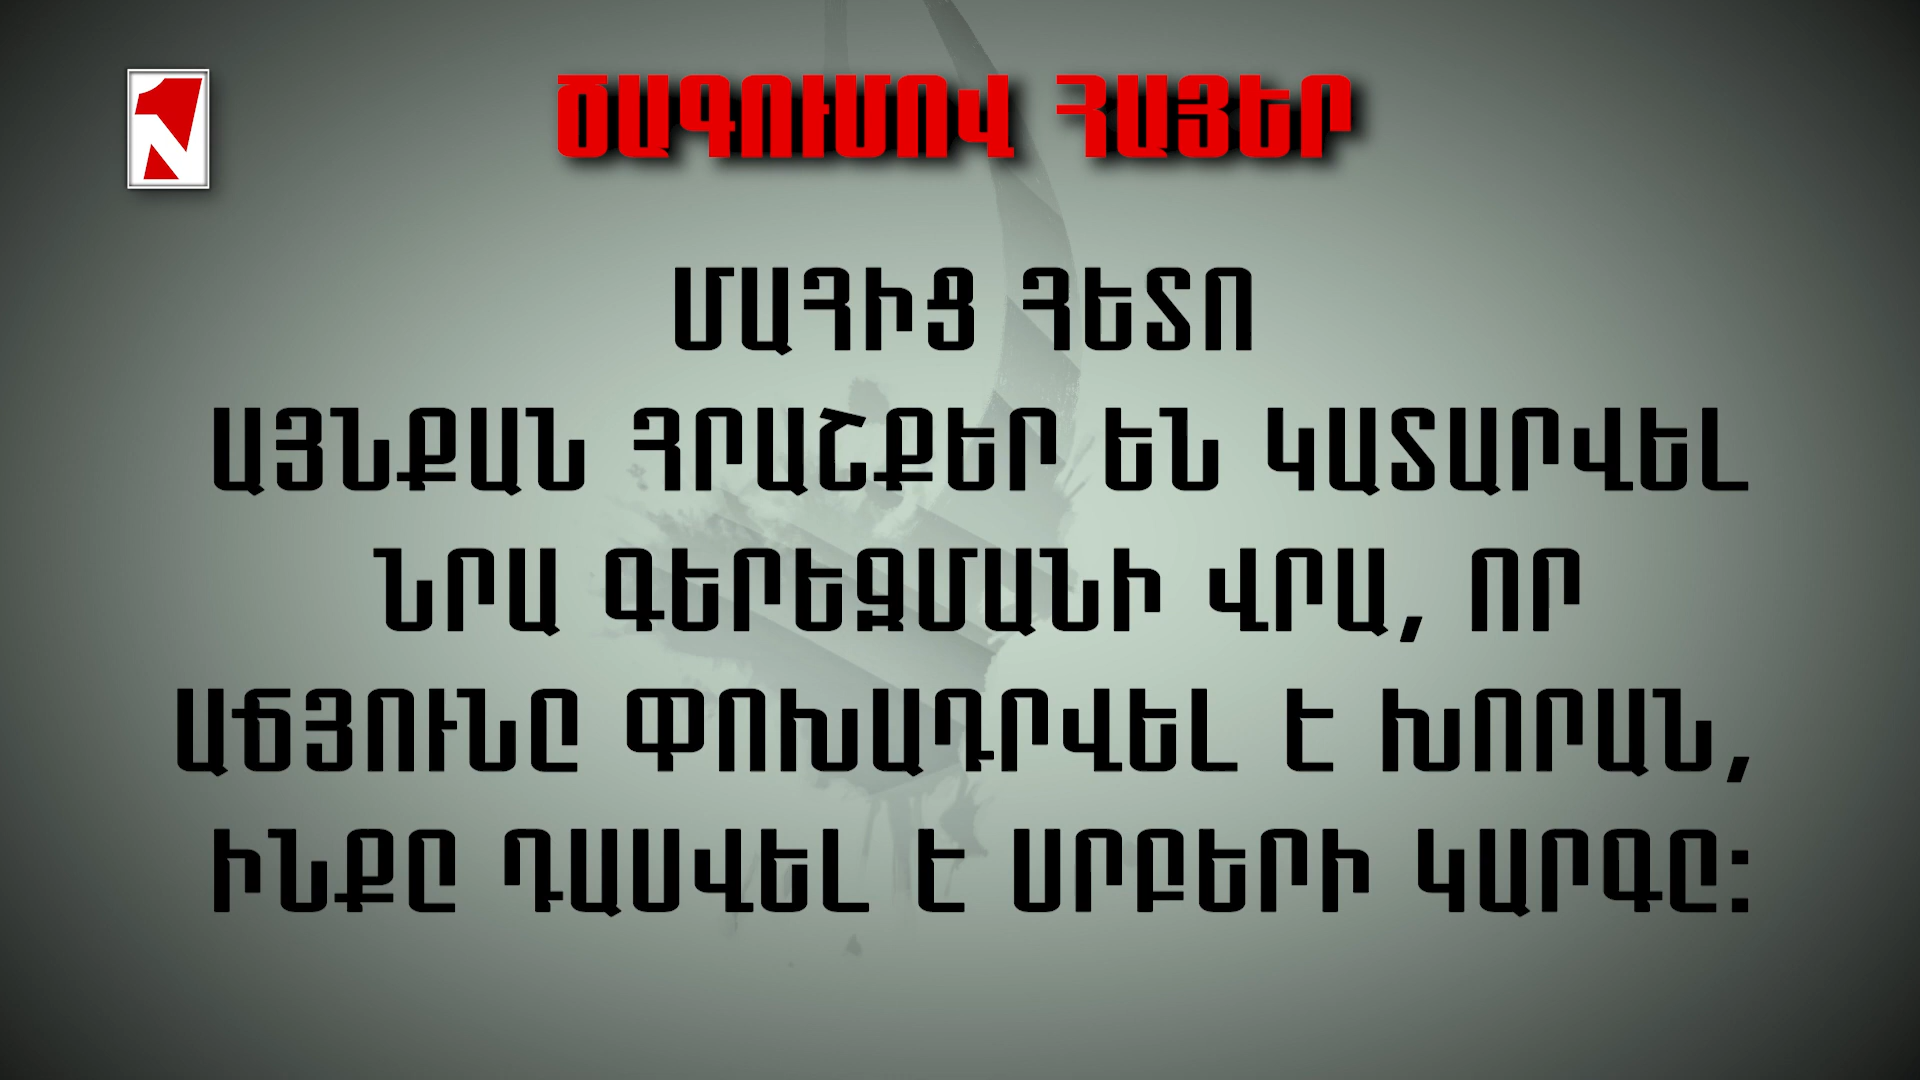 1N
ԾԱԳՈՒՄՈՎ ՀԱՅԵՐ
ՄԱՀԻՑ ՀԵՏՈ
ԱՅՆՔԱՆ ՀՐԱՇՔԵՐ ԵՆ ԿԱՏԱՐՎԵԼ
ՆՐԱ ԳԵՐԵԶՄԱՆԻ ՎՐԱ, ՈՐ
ԱՃՅՈՒՆԸ ՓՈԽԱԴՐՎԵԼ Է ԽՈՐԱՆ,
ԻՆՔԸ ԴԱՍՎԵԼ Է ՍՐԲԵՐԻ ԿԱՐԳԸ: